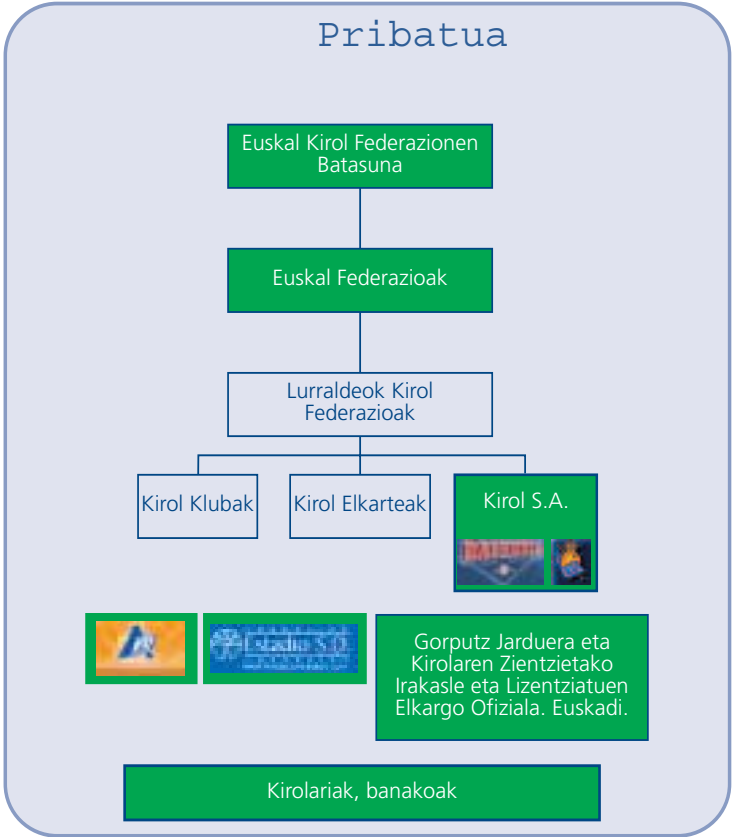 Pribatua
Euskal Kirol Federazionen
Batasuna
Euskal Federazioak
Lurraldeok Kirol
Federazioak
Kirol Klubak
Kirol Elkarteak
Kirol S.A.
Estadio S.D.
Gorputz Jarduera eta
Kirolaren Zientzietako
Irakasle eta Lizentziatuen
Elkargo Ofiziala. Euskadi.
Kirolariak, banakoak